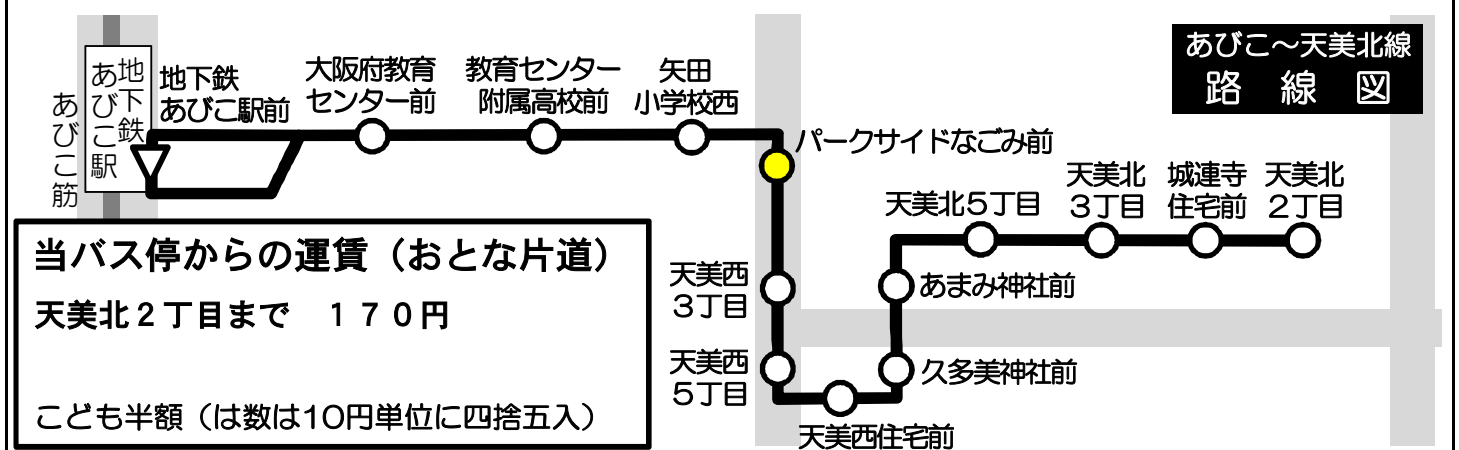 あびこ～天美北線
路線図
あびこ筋
地下鉄
あびこ駅
地下鉄
あびこ駅前
大阪府教育
センター前
教育センター
附属高校前
矢田
小学校西
パークサイドなごみ前
天美西
3丁目
天美西
5丁目
天美西住宅前
久多美神社前
あまみ神社前
天美北5丁目
天美北
3丁目
城連寺
住宅前
天美北
2丁目
当バス停からの運賃（おとな片道）
天美北２丁目まで　１７０円
こども半額（は数は10円単位に四捨五入）